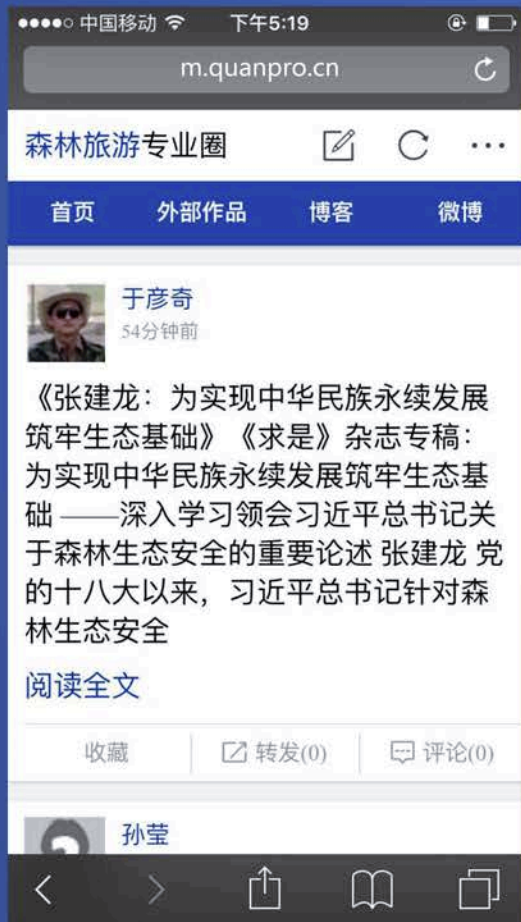 中国移动 下午5:19
m.quanpro.cn
森林旅游专业圈
首页 外部作品 博客 微博
于彦奇
54分钟前
《张建龙：为实现中华民族永续发展
筑牢生态基础》《求是》杂志专稿：
为实现中华民族永续发展筑牢生态基
础 ——深入学习领会习近平总书记关
于森林生态安全的重要论述 张建龙 党
的十八大以来，习近平总书记针对森
林生态安全
阅读全文
收藏 转发(0) 评论(0)
孙莹